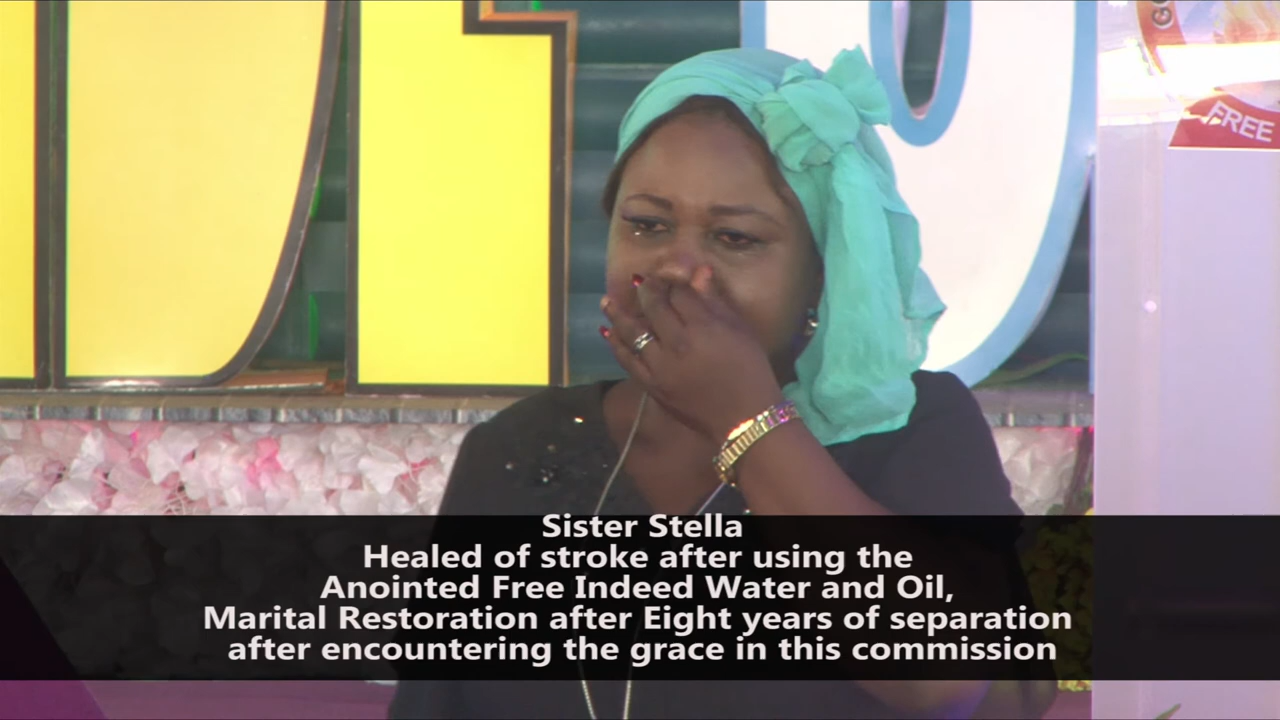 GO
FREE
Sister Stella
Healed of stroke after using the
Anointed Free Indeed Water and Oil,
Marital Restoration after Eight years of separation
after encountering the grace in this commission